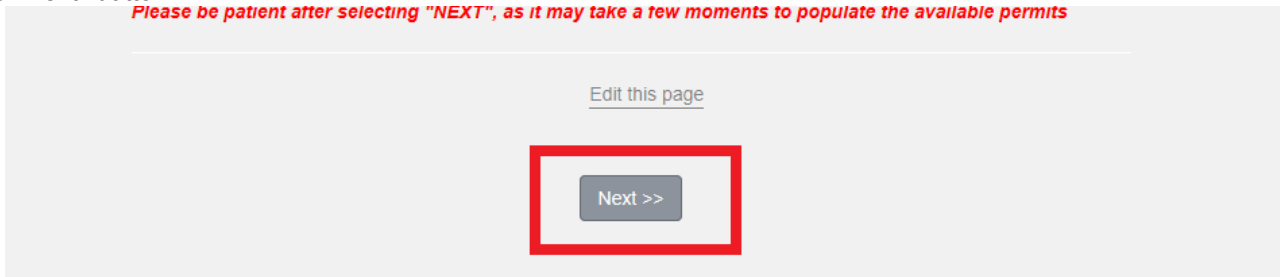 Please be patient after selecting "NEXT", as it may take a few moments to populate the available permits
Edit this page
Next >>